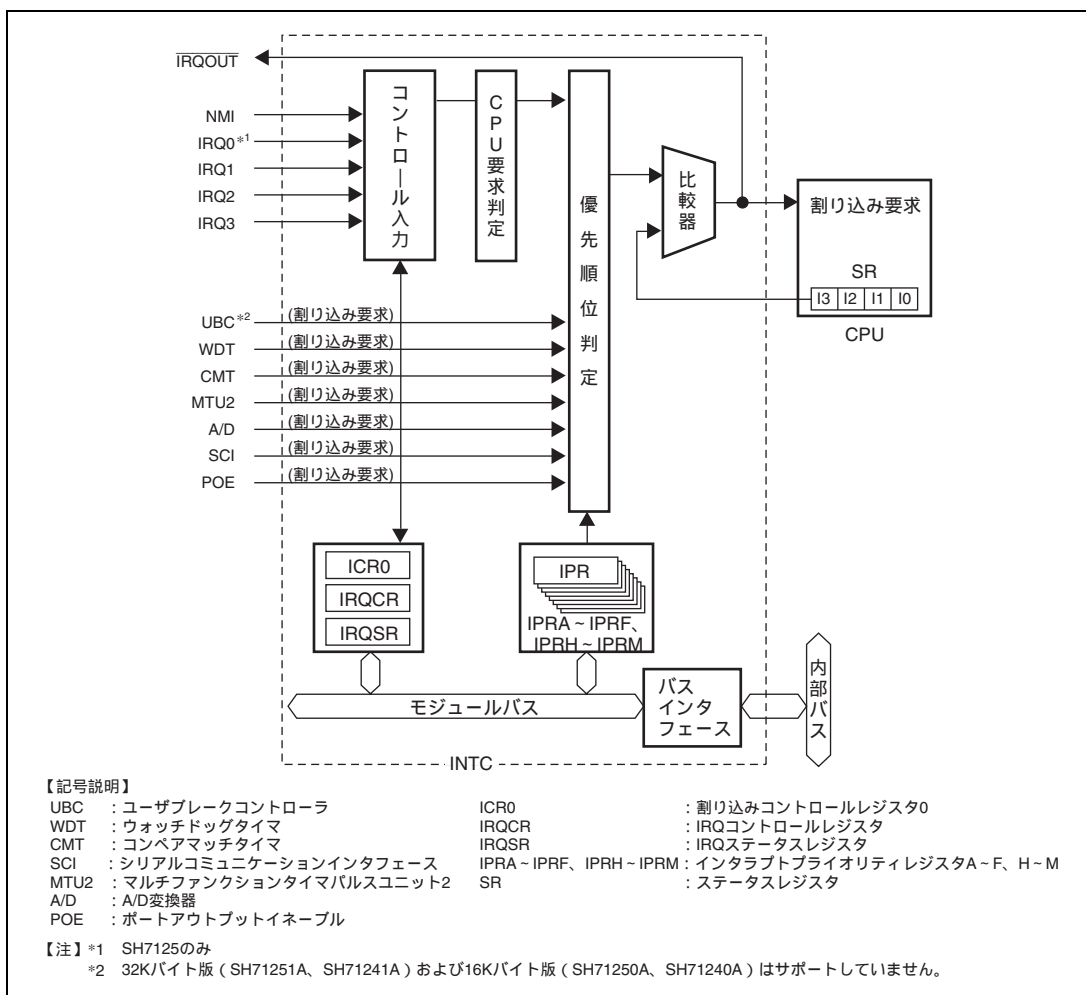 IRQOUT
NMI
IRQ0*1
IRQ1
IRQ2
IRQ3
コントロール入力
CPU要求判定
優先順位判定
比較器
割り込み要求
SR
I3 I2 I1 I0
CPU
UBC*2 (割り込み要求)
WDT (割り込み要求)
CMT (割り込み要求)
MTU2 (割り込み要求)
A/D (割り込み要求)
SCI (割り込み要求)
POE (割り込み要求)
ICR0
IRQCR
IRQSR
IPR
IPRA～IPRF、
IPRH～IPRM
モジュールバス
バス
インタ
フェース
内部バス
INTC
【記号説明】
UBC :ユーザブレークコントローラ
WDT :ウォッチドッグタイマ
CMT :コンペアマッチタイマ
SCI :シリアルコミュニケーションインタフェース
MTU2 :マルチファンクションタイマパルスユニット2
A/D :A/D変換器
POE :ポートアウトプットイネーブル
ICR0 :割り込みコントロールレジスタ0
IRQCR :IRQコントロールレジスタ
IRQSR :IRQステータスレジスタ
IPRA～IPRF、IPRH～IPRM :インタラプトプライオリティレジスタA～F、H～M
SR :ステータスレジスタ
【注】*1 SH7125のみ
*2 32Kバイト版（SH71251A、SH71241A）および16Kバイト版（SH71250A、SH71240A）はサポートしていません。